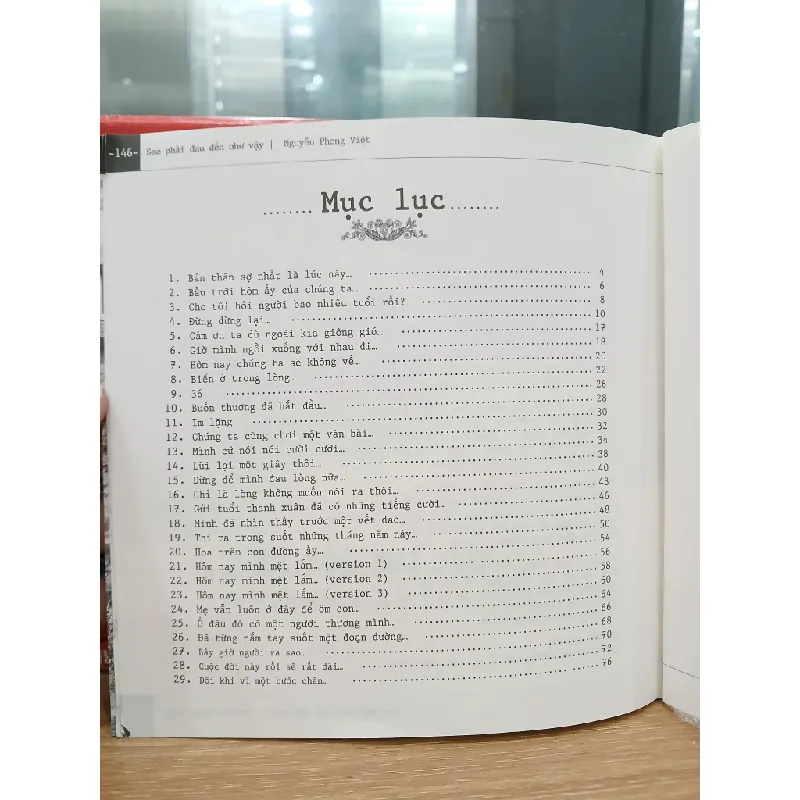 -146- Sao phải đau đến như vậy | Nguyễn Phong Việt
........ Mục lục ........
1. Bản thân sợ nhất là lúc này… 4
2. Bầu trời hôm ấy của chúng ta… 6
3. Cho tôi hỏi người bao nhiêu tuổi rồi? 8
4. Đừng dừng lại… 10
5. Cảm ơn ta dù ngoài kia giông gió… 17
6. Giờ mình ngồi xuống với nhau đi… 18
7. Hôm nay chúng ta không về… 20
8. Biển ở trong lòng… 22
9. 36 26
10. Buồn thương đã bắt đầu… 28
11. Im lặng 30
12. Chúng ta cùng chơi một ván bài… 32
13. Mình cứ nói nói cười cười… 34
14. Lùi lại một giây thôi… 38
15. Đừng để mình đau lòng nữa… 40
16. Chỉ là lòng không muốn nói ra thôi… 43
17. Gửi tuổi thanh xuân đã có những tiếng cười… 46
18. Mình đã nhìn thấy trước một vết dao… 48
19. Thì ra trong suốt những tháng năm này… 50
20. Hoa trên con đường ấy… 54
21. Hôm nay mình mệt lắm… (version 1) 56
22. Hôm nay mình mệt lắm… (version 2) 58
23. Hôm nay mình mệt lắm… (version 3) 60
24. Mẹ vẫn luôn ở đây để ôm con… 64
25. Ở đâu đó có một người thương mình… 66
26. Đã từng nắm tay suốt một đoạn đường… 68
27. Bây giờ người ra sao… 70
28. Cuộc đời này rồi sẽ rất dài… 72
29. Đôi khi vì một bước chân… 76